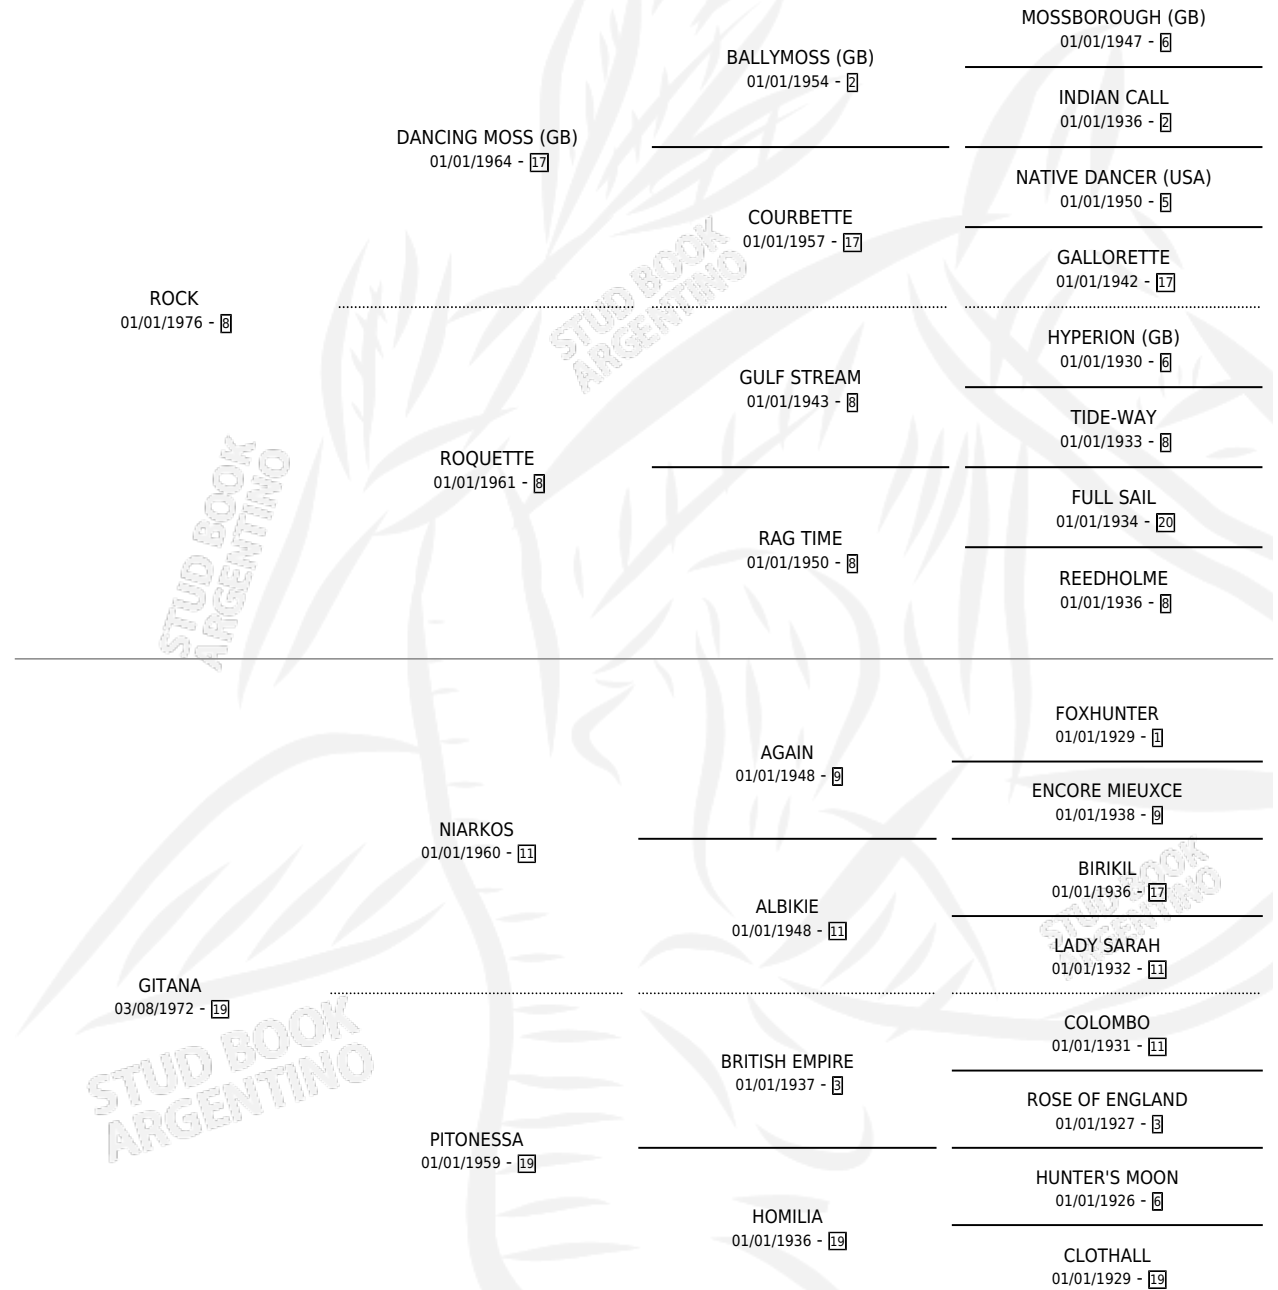 MOSSBOROUGH (GB)
01/01/1947 - 6
BALLYMOSS (GB)
01/01/1954 - 2
INDIAN CALL
01/01/1936 - 2
DANCING MOSS (GB)
01/01/1964 - 17
NATIVE DANCER (USA)
01/01/1950 - 5
COURBETTE
01/01/1957 - 17
GALLORETTE
01/01/1942 - 17
ROCK
01/01/1976 - 8
HYPERION (GB)
01/01/1930 - 6
GULF STREAM
01/01/1943 - 8
TIDE-WAY
01/01/1933 - 8
ROQUETTE
01/01/1961 - 8
FULL SAIL
01/01/1934 - 20
RAG TIME
01/01/1950 - 8
REEDHOLME
01/01/1936 - 8
FOXHUNTER
01/01/1929 - 1
AGAIN
01/01/1948 - 9
ENCORE MIEUXCE
01/01/1938 - 9
NIARKOS
01/01/1960 - 11
BIRIKIL
01/01/1936 - 17
ALBIKIE
01/01/1948 - 11
LADY SARAH
01/01/1932 - 11
GITANA
03/08/1972 - 19
COLOMBO
01/01/1931 - 11
BRITISH EMPIRE
01/01/1937 - 3
ROSE OF ENGLAND
01/01/1927 - 3
PITONESSA
01/01/1959 - 19
HUNTER'S MOON
01/01/1926 - 6
HOMILIA
01/01/1936 - 19
CLOTHALL
01/01/1929 - 19
STUD BOOK
ARGENTINO
STUD BOOK
ARGENTINO
STUD BOOK
ARGENTINO
STUD BOOK
ARGENTINO